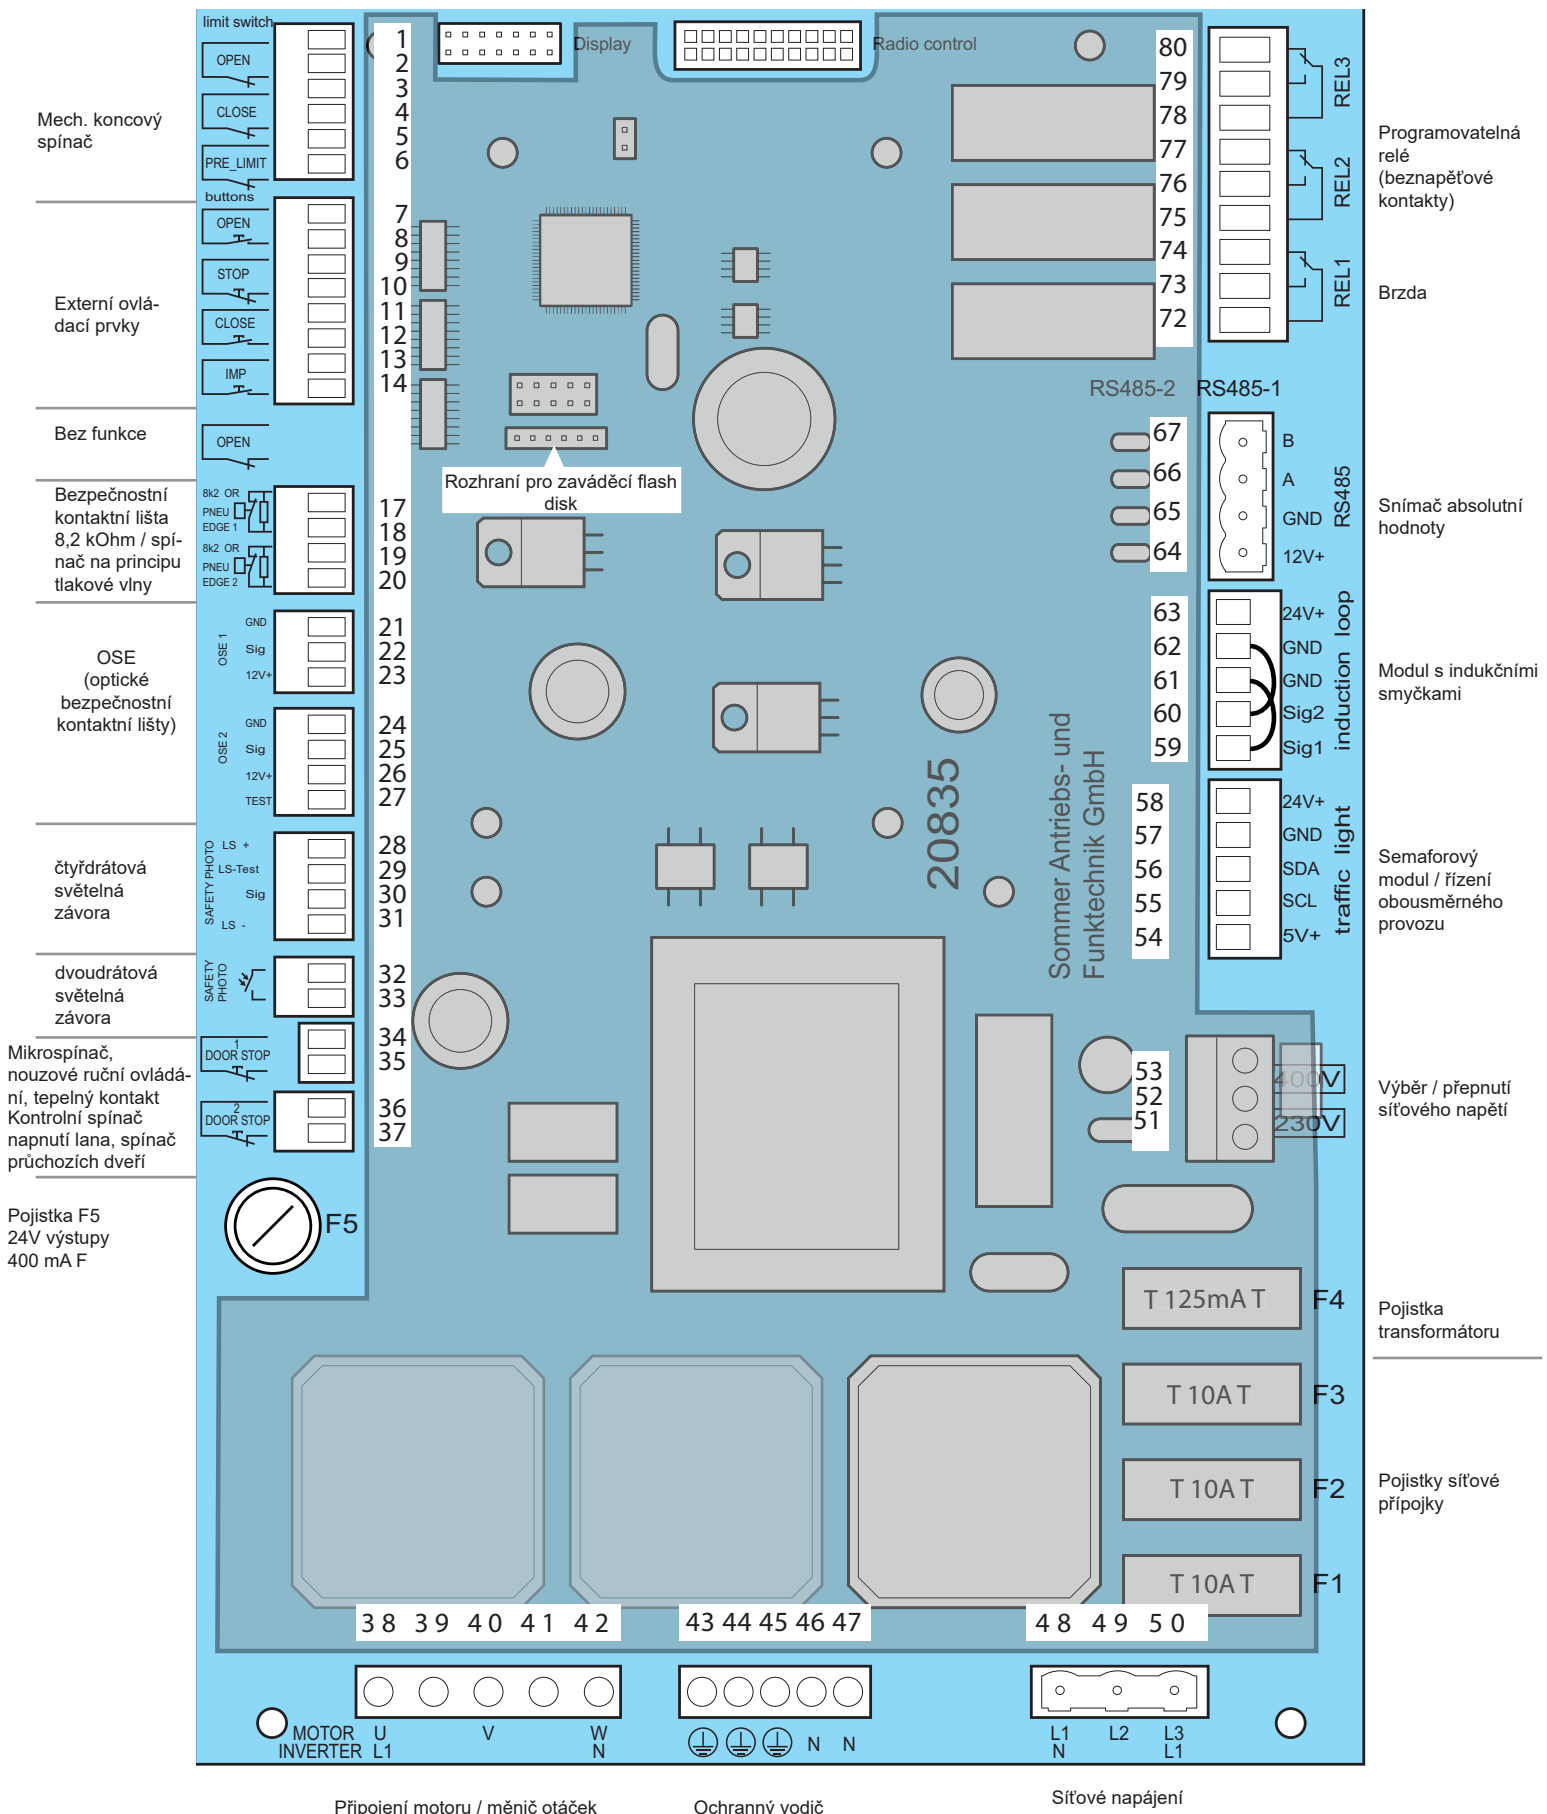 limit switch
OPEN
CLOSE
PRE_LIMIT
Mech. koncový
spínač
1
2
3
4
5
6
Display
Radio control
buttons
OPEN
STOP
CLOSE
IMP
Externí ovlá-
dací prvky
7
8
9
10
11
12
13
14
Bez funkce
OPEN
Rozhraní pro zaváděcí flash
disk
Bezpečnostní
kontaktní lišta
8,2 kOhm / spí-
nač na principu
tlakové vlny
8k2 OR
PNEU
EDGE 1
8k2 OR
PNEU
EDGE 2
17
18
19
20
OSE
(optické
bezpečnostní
kontaktní lišty)
OSE 1
GND
Sig
12V+
21
22
23
OSE 2
GND
Sig
12V+
TEST
24
25
26
27
čtyřdrátová
světelná
závora
SAFETY PHOTO
LS +
LS-Test
Sig
LS -
28
29
30
31
dvoudrátová
světelná
závora
SAFETY
PHOTO
32
33
Mikrospínač,
nouzové ruční ovládá-
ní, tepelný kontakt
1
DOOR STOP
34
35
Kontrolní spínač
napnutí lana, spínač
průchozích dveří
2
DOOR STOP
36
37
Pojistka F5
24V výstupy
400 mA F
F5
80
79
78
77
76
75
74
73
72
REL3
REL2
REL1
Programovatelná
relé
(beznapěťové
kontakty)
Brzda
RS485-2 RS485-1
67
66
65
64
B
A
GND
12V+
RS485
Snímač absolutní
hodnoty
63
62
61
60
59
24V+
GND
GND
Sig2
Sig1
induction loop
Modul s indukčními
smyčkami
20835
Sommer Antriebs- und
Funktechnik GmbH
58
57
56
55
54
24V+
GND
SDA
SCL
5V+
traffic light
Semaforový
modul / řízení
obousměrného
provozu
53
52
51
400V
230V
Výběr / přepnutí
síťového napětí
T 125mA T
F4
Pojistka
transformátoru
T 10A T
F3
T 10A T
F2
T 10A T
F1
Pojistky síťové
přípojky
38 39 40 41 42
43 44 45 46 47
48 49 50
MOTOR U V W
INVERTER L1 N
N N
L1 L2 L3
N L1
Připojení motoru / měnič otáček
Ochranný vodič
Síťové napájení